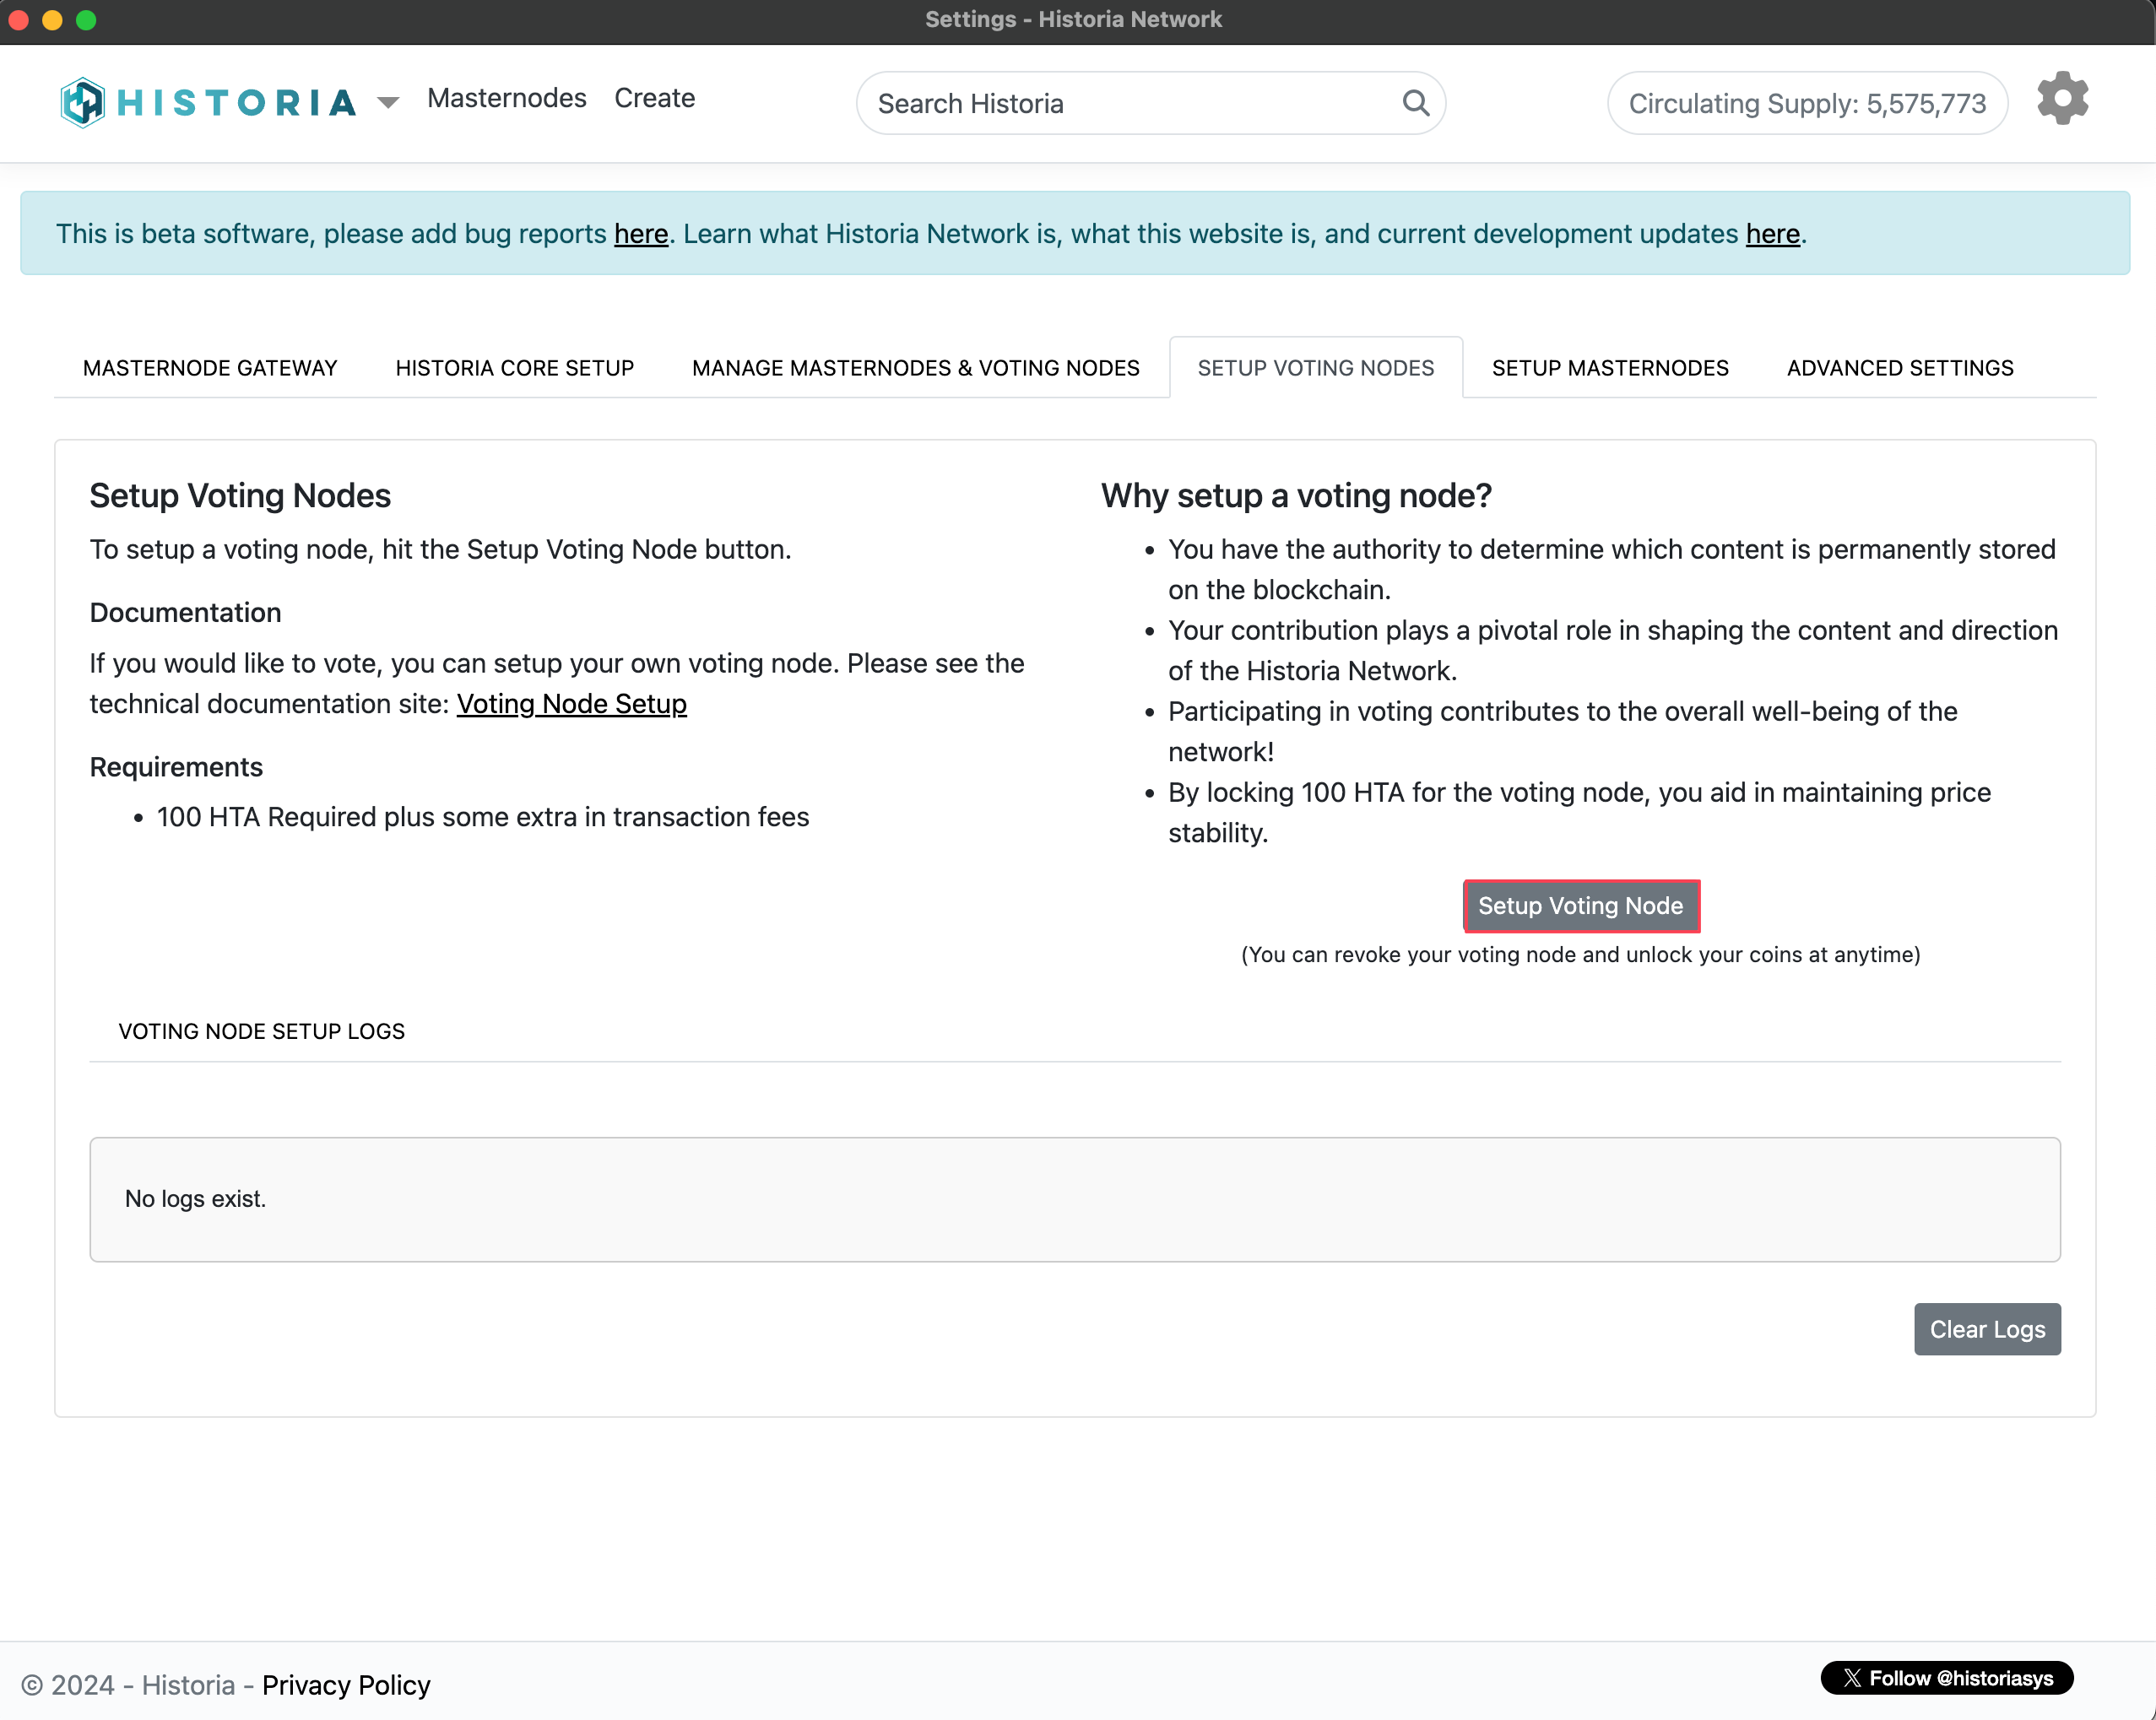 Settings - Historia Network
HISTORIA
Masternodes
Create
Search Historia
Circulating Supply: 5,575,773
This is beta software, please add bug reports here. Learn what Historia Network is, what this website is, and current development updates here.
MASTERNODE GATEWAY
HISTORIA CORE SETUP
MANAGE MASTERNODES & VOTING NODES
SETUP VOTING NODES
SETUP MASTERNODES
ADVANCED SETTINGS
Setup Voting Nodes
To setup a voting node, hit the Setup Voting Node button.
Documentation
If you would like to vote, you can setup your own voting node. Please see the
technical documentation site: Voting Node Setup
Requirements
• 100 HTA Required plus some extra in transaction fees
Why setup a voting node?
• You have the authority to determine which content is permanently stored
on the blockchain.
• Your contribution plays a pivotal role in shaping the content and direction
of the Historia Network.
• Participating in voting contributes to the overall well-being of the
network!
• By locking 100 HTA for the voting node, you aid in maintaining price
stability.
Setup Voting Node
(You can revoke your voting node and unlock your coins at anytime)
VOTING NODE SETUP LOGS
No logs exist.
Clear Logs
© 2024 - Historia - Privacy Policy
X Follow @historiasys